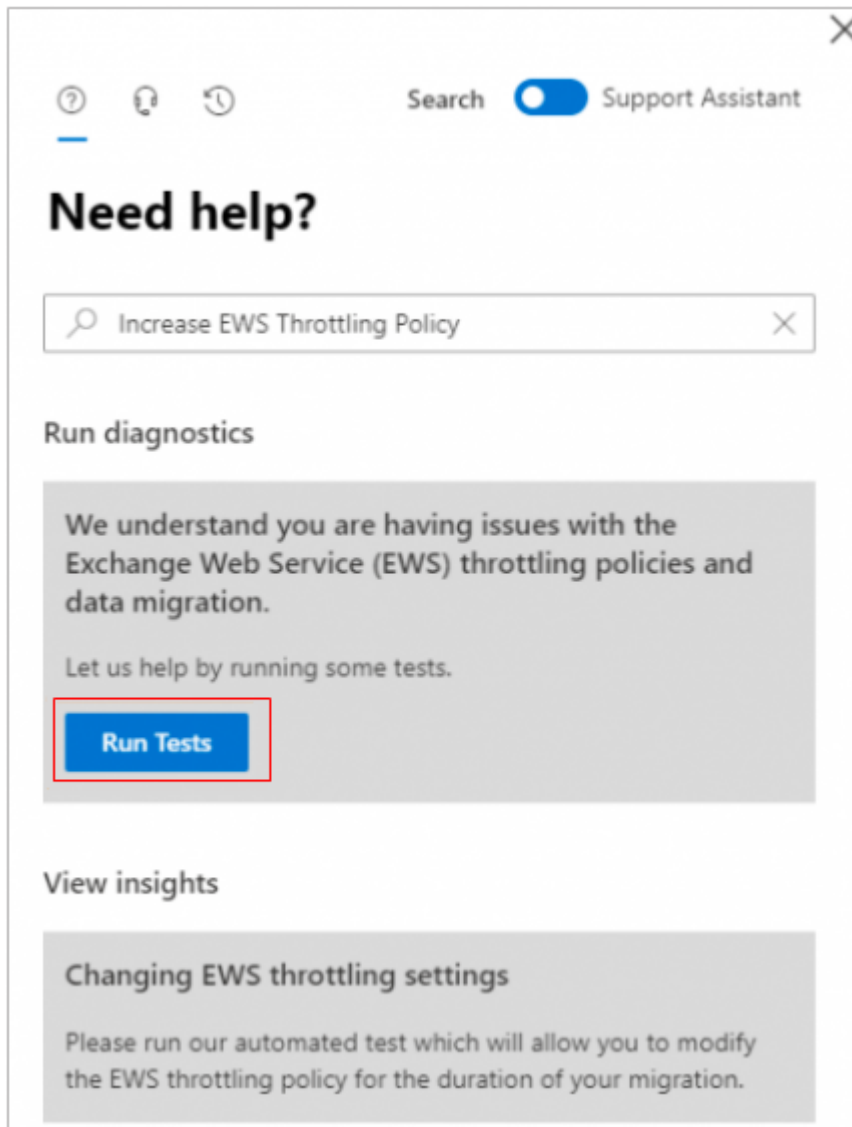 Search Support Assistant
Need help?
Increase EWS Throttling Policy
Run diagnostics
We understand you are having issues with the
Exchange Web Service (EWS) throttling policies and
data migration.
Let us help by running some tests.
Run Tests
View insights
Changing EWS throttling settings
Please run our automated test which will allow you to modify
the EWS throttling policy for the duration of your migration.